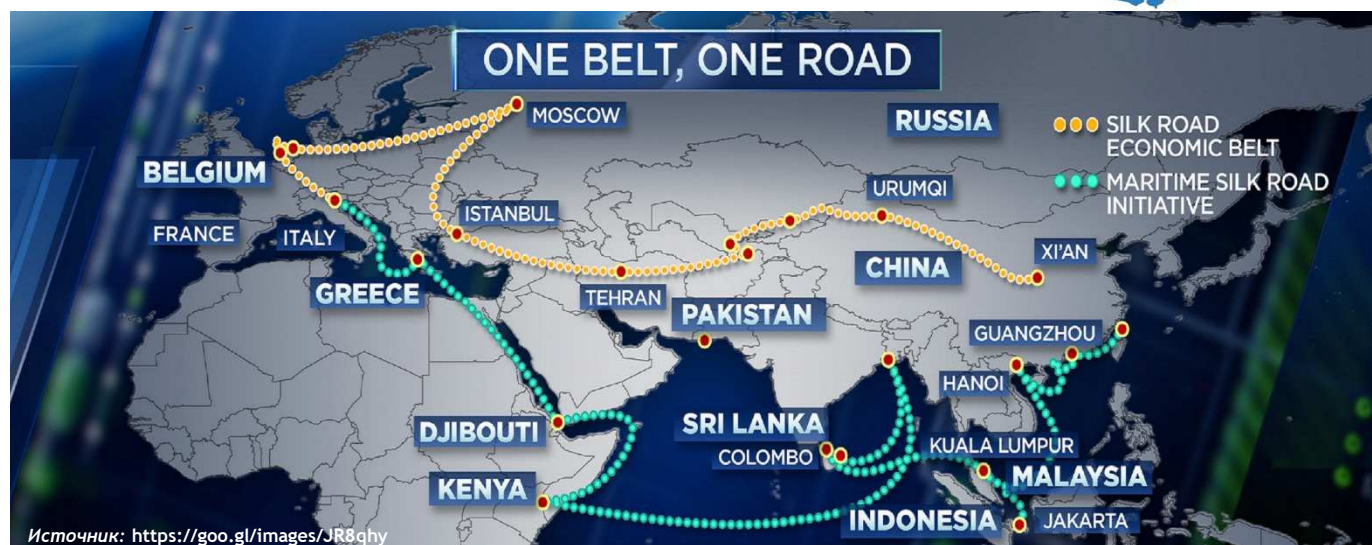 ONE BELT, ONE ROAD
MOSCOW
RUSSIA
SILK ROAD
ECONOMIC BELT
MARITIME SILK ROAD
INITIATIVE
BELGIUM
URUMQI
ISTANBUL
FRANCE
ITALY
XI'AN
CHINA
GREECE
TEHRAN
PAKISTAN
GUANGZHOU
HANOI
DJIBOUTI
SRI LANKA
COLOMBO
KUALA LUMPUR
MALAYSIA
KENYA
INDONESIA
JAKARTA
Источник: https://goo.gl/images/JR8qhy